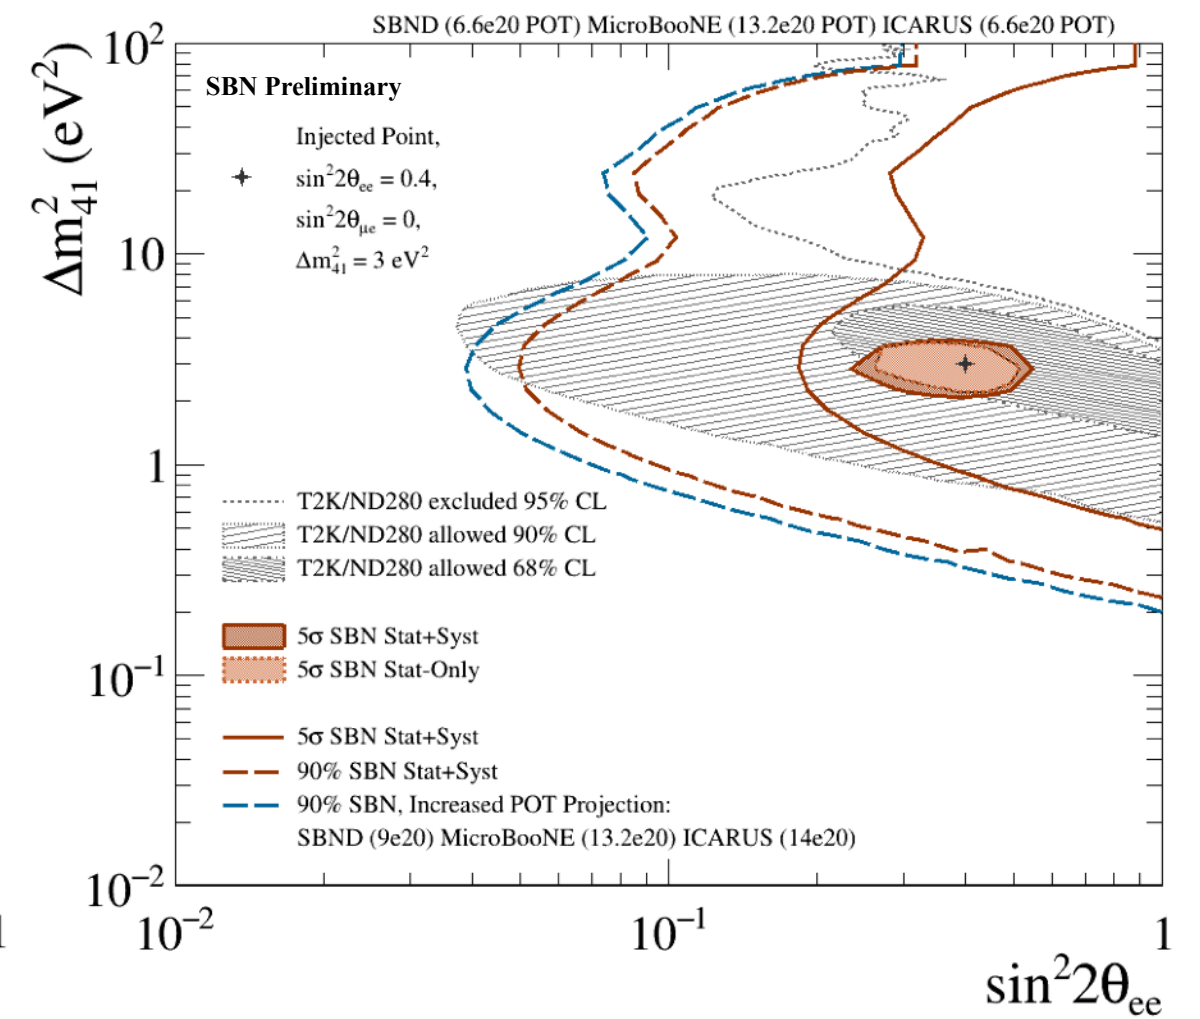 SBND (6.6e20 POT) MicroBooNE (13.2e20 POT) ICARUS (6.6e20 POT)
Δm²₄₁ (eV²)
10²
10
1
10⁻¹
10⁻²
SBN Preliminary
Injected Point,
sin²2θₑₑ = 0.4,
sin²2θμₑ = 0,
Δm²₄₁ = 3 eV²
T2K/ND280 excluded 95% CL
T2K/ND280 allowed 90% CL
T2K/ND280 allowed 68% CL
5σ SBN Stat+Syst
5σ SBN Stat-Only
5σ SBN Stat+Syst
90% SBN Stat+Syst
90% SBN, Increased POT Projection:
SBND (9e20) MicroBooNE (13.2e20) ICARUS (14e20)
1 10⁻² 10⁻¹ 1
sin²2θₑₑ